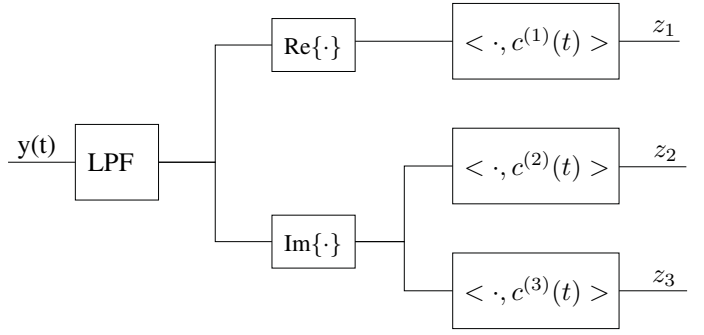 Re{·}
< ·, c^{(1)}(t) >
z_1
y(t)
LPF
< ·, c^{(2)}(t) >
z_2
Im{·}
< ·, c^{(3)}(t) >
z_3